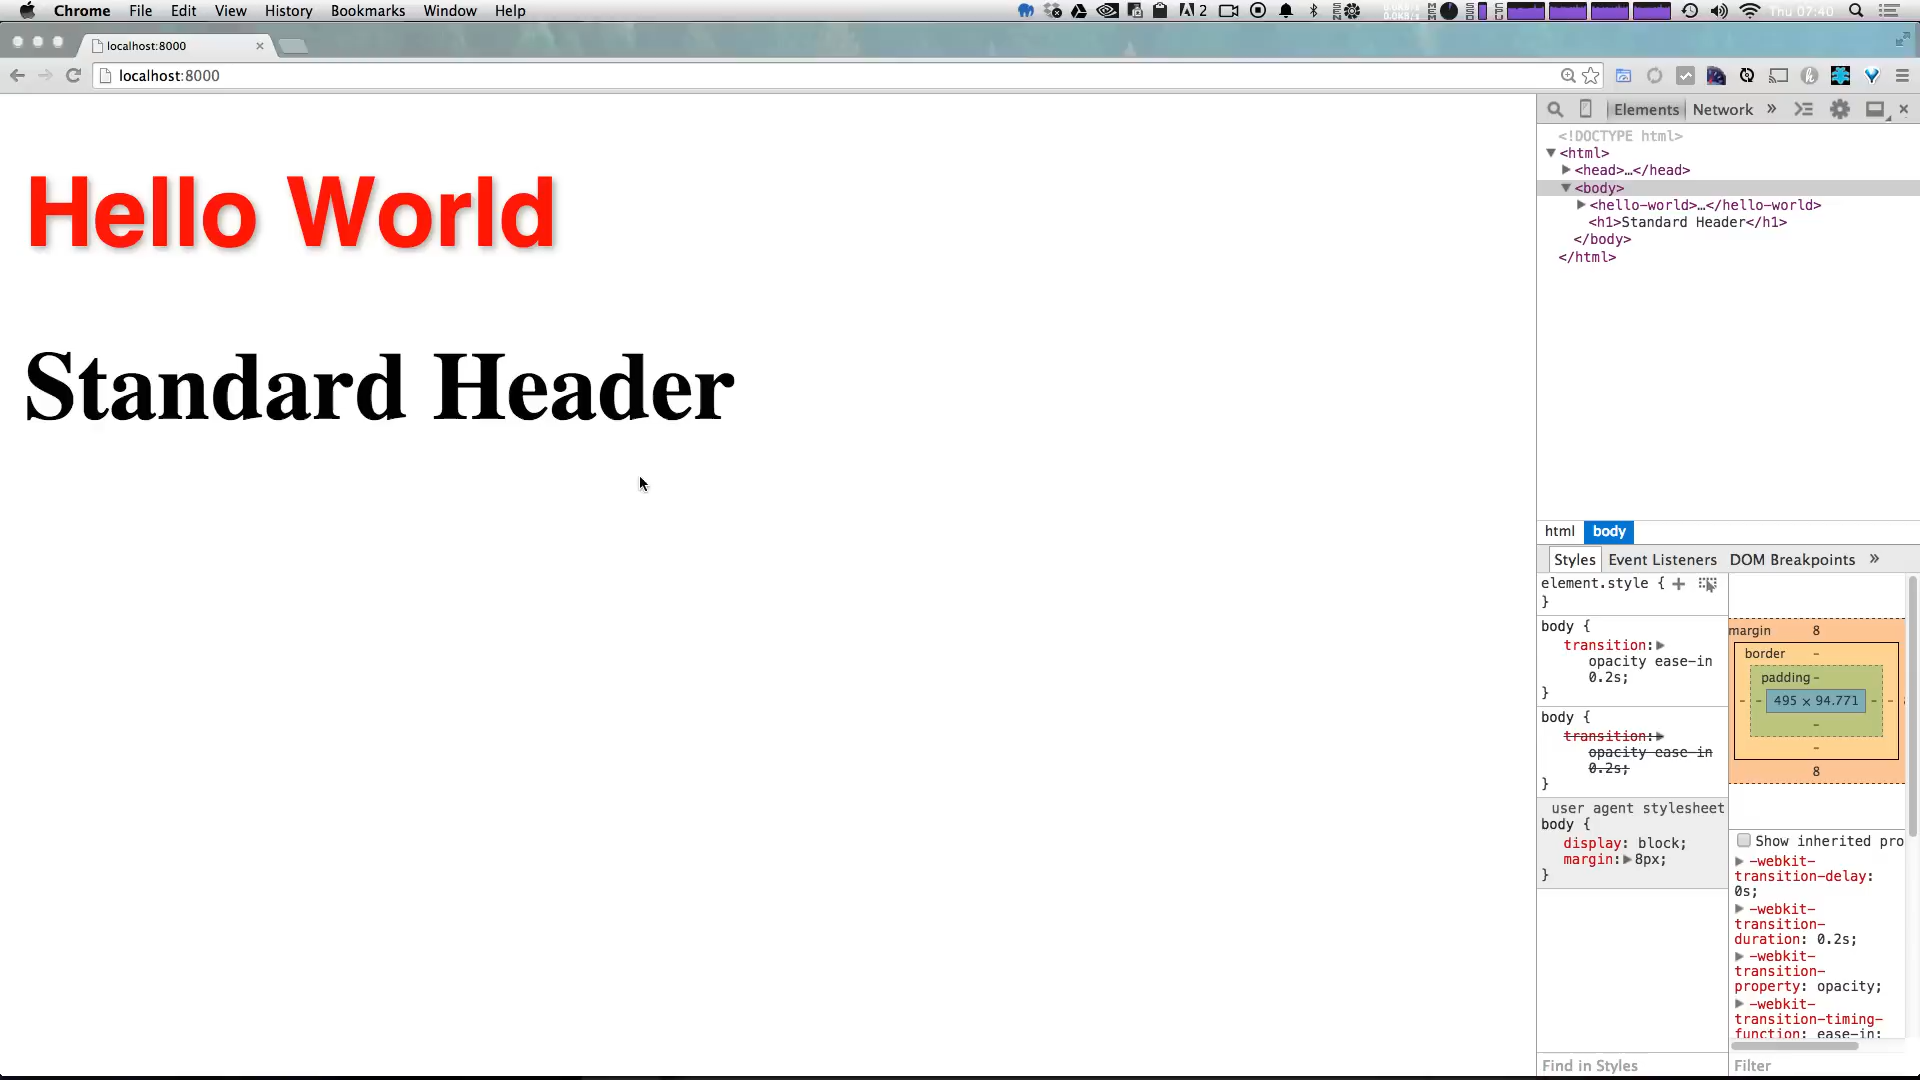 Chrome File Edit View History Bookmarks Window Help
2
Thu 07:40
localhost:8000
localhost:8000
Elements Network
<!DOCTYPE html>
<html>
<head>…</head>
<body>
<hello-world>…</hello-world>
<h1>Standard Header</h1>
</body>
</html>
Hello World
Standard Header
html body
Styles Event Listeners DOM Breakpoints
element.style {
}
body {
transition:
opacity ease-in
0.2s;
}
body {
transition:
opacity ease-in
0.2s;
}
user agent stylesheet
body {
display: block;
margin: 8px;
}
Find in Styles
margin 8
border -
padding -
- - 495 × 94.771 - -
-
-
8
Show inherited pro
-webkit-
transition-delay:
0s;
-webkit-
transition-
duration: 0.2s;
-webkit-
transition-
property: opacity;
-webkit-
transition-timing-
function: ease-in;
Filter